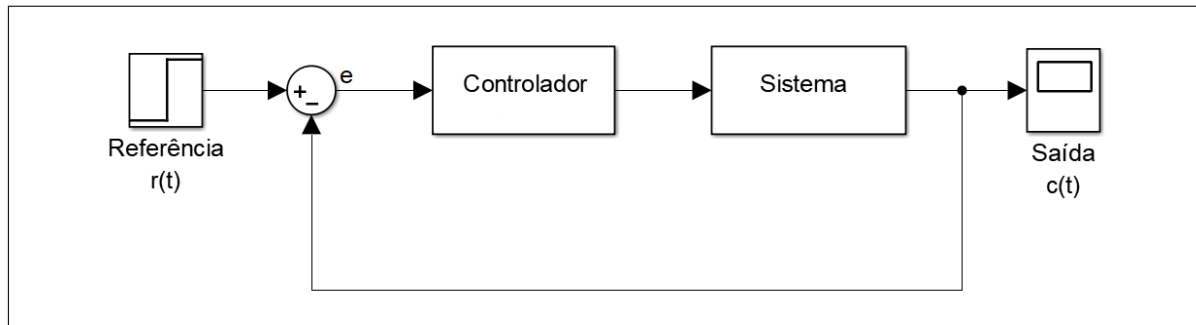 Referência
r(t)
+
−
e
Controlador
Sistema
Saída
c(t)